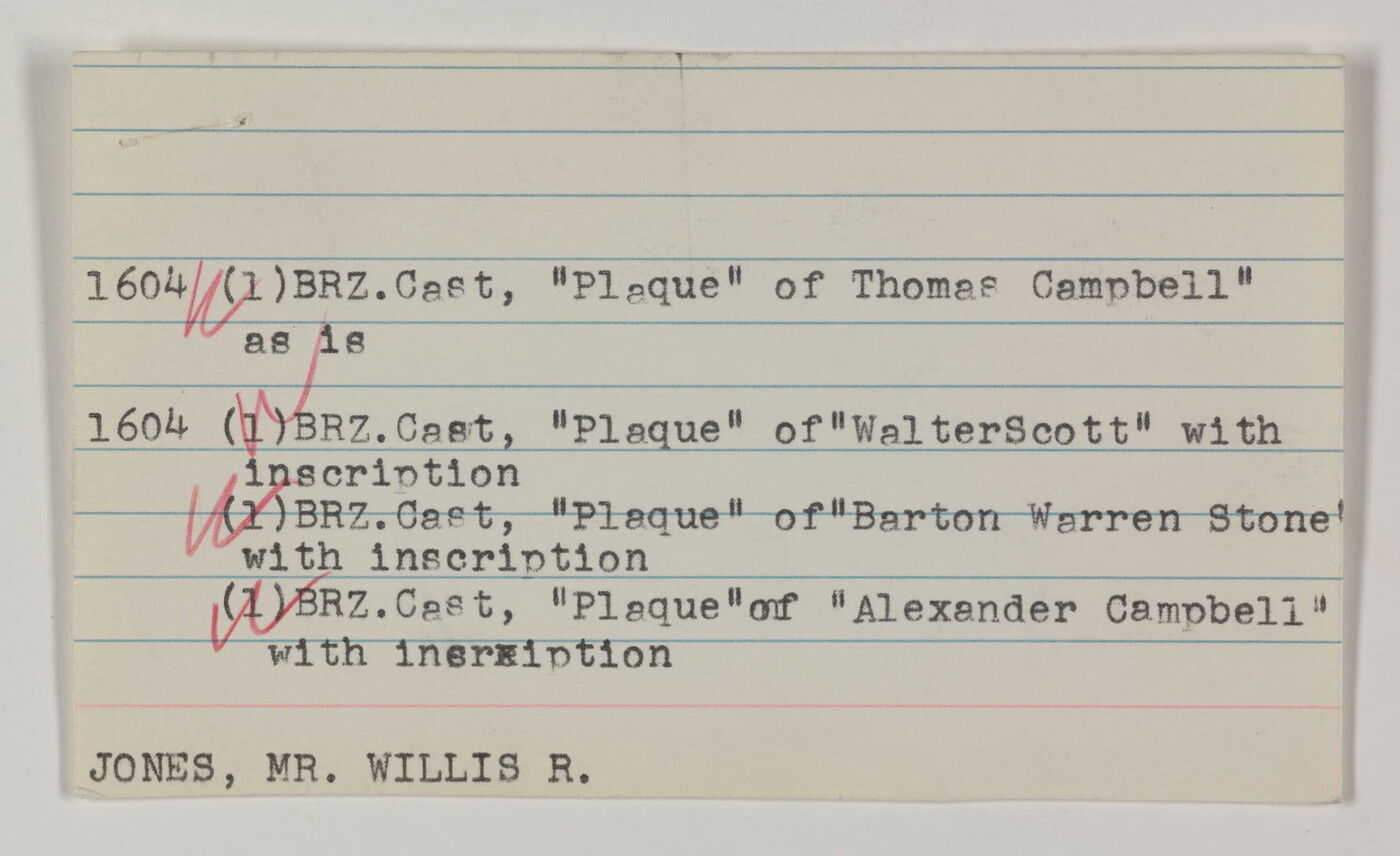 1604 (1)BRZ.Cast, "Plaque" of Thomas Campbell"
as is
1604 (1)BRZ.Cast, "Plaque" of"WalterScott" with
inscription
(1)BRZ.Cast, "Plaque" of"Barton Warren Stone'
with inscription
(1)BRZ.Cast, "Plaque"of "Alexander Campbell"
with inscription
JONES, MR. WILLIS R.